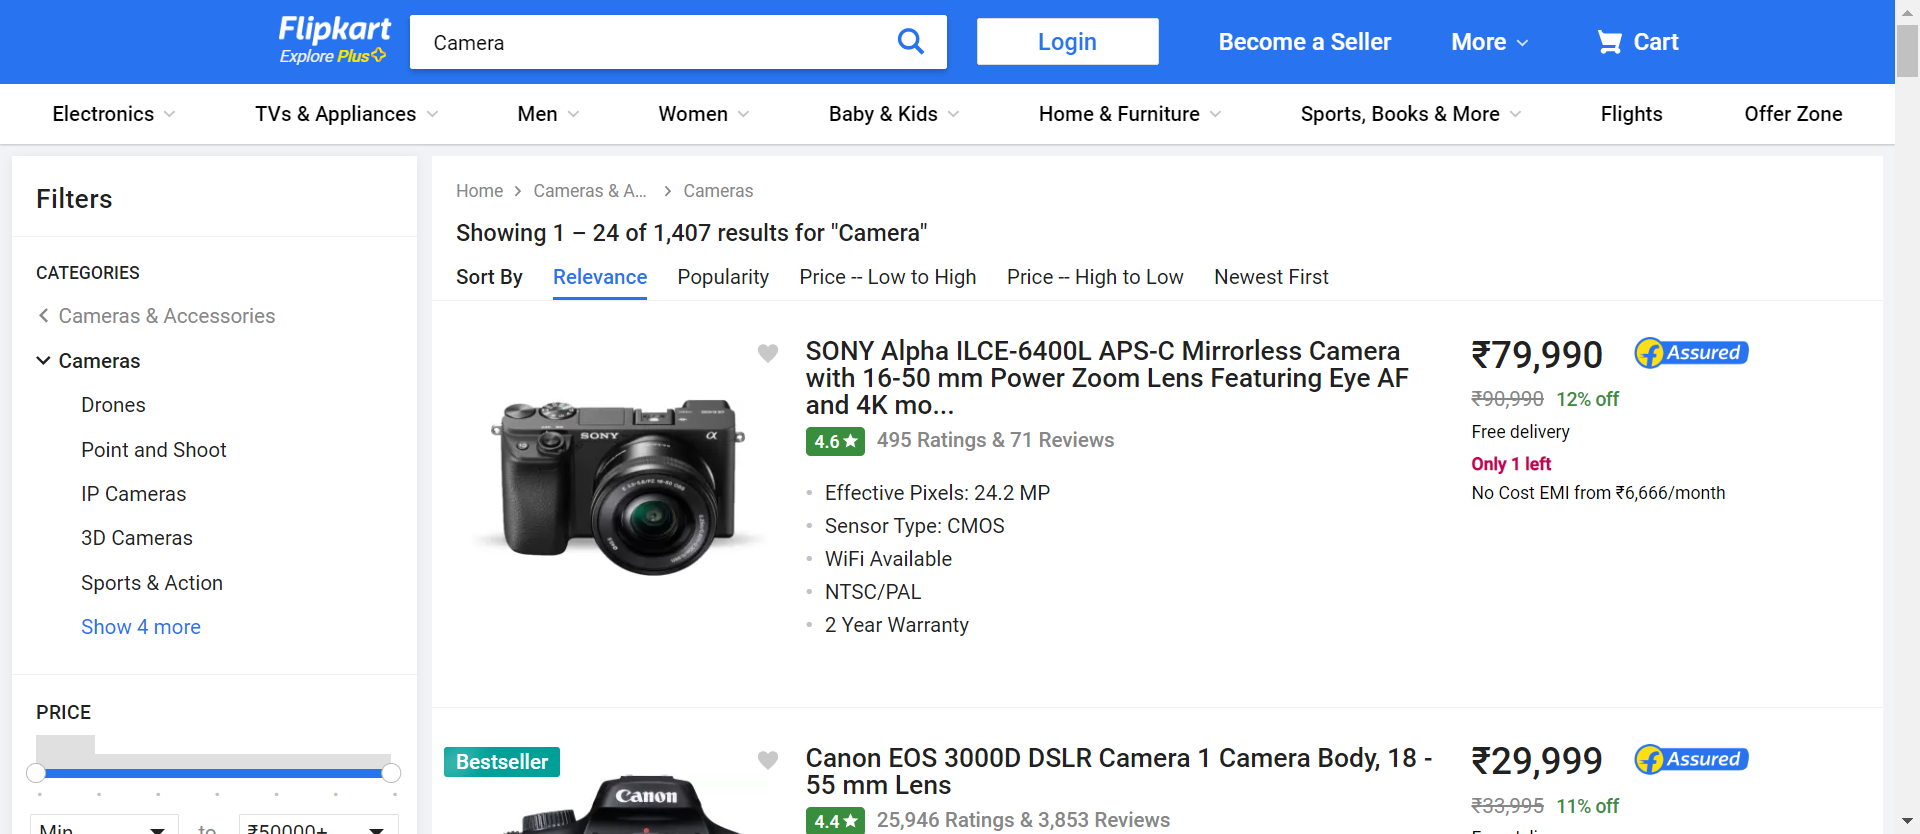 Flipkart
Explore Plus
Camera
Login
Become a Seller
More
Cart
Electronics
TVs & Appliances
Men
Women
Baby & Kids
Home & Furniture
Sports, Books & More
Flights
Offer Zone
Filters
CATEGORIES
Cameras & Accessories
Cameras
Drones
Point and Shoot
IP Cameras
3D Cameras
Sports & Action
Show 4 more
PRICE
Min
to
₹50000+
Home
Cameras & A...
Cameras
Showing 1 – 24 of 1,407 results for "Camera"
Sort By
Relevance
Popularity
Price -- Low to High
Price -- High to Low
Newest First
SONY
α
SONY Alpha ILCE-6400L APS-C Mirrorless Camera
with 16-50 mm Power Zoom Lens Featuring Eye AF
and 4K mo...
4.6
495 Ratings & 71 Reviews
Effective Pixels: 24.2 MP
Sensor Type: CMOS
WiFi Available
NTSC/PAL
2 Year Warranty
₹79,990
Assured
₹90,990
12% off
Free delivery
Only 1 left
No Cost EMI from ₹6,666/month
Bestseller
Canon
Canon EOS 3000D DSLR Camera 1 Camera Body, 18 -
55 mm Lens
4.4
25,946 Ratings & 3,853 Reviews
₹29,999
Assured
₹33,995
11% off